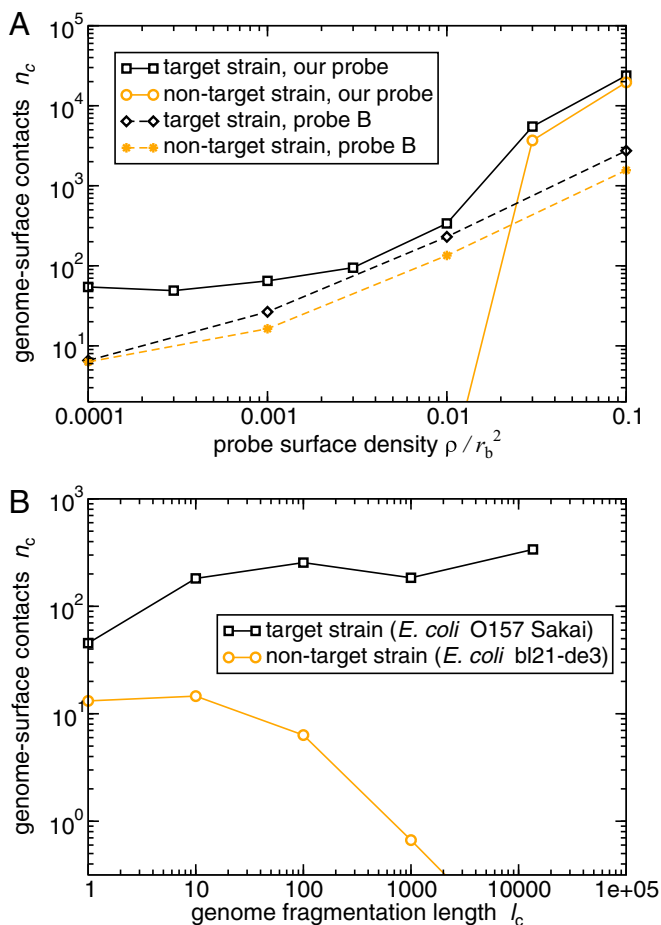 A
10^5
10^4
10^3
10^2
10^1
genome-surface contacts n_c
target strain, our probe
non-target strain, our probe
target strain, probe B
non-target strain, probe B
0.0001 0.001 0.01 0.1
probe surface density ρ / r_b^2
B
10^3
10^2
10^1
10^0
genome-surface contacts n_c
target strain (E. coli O157 Sakai)
non-target strain (E. coli bl21-de3)
1 10 100 1000 10000 1e+05
genome fragmentation length l_c